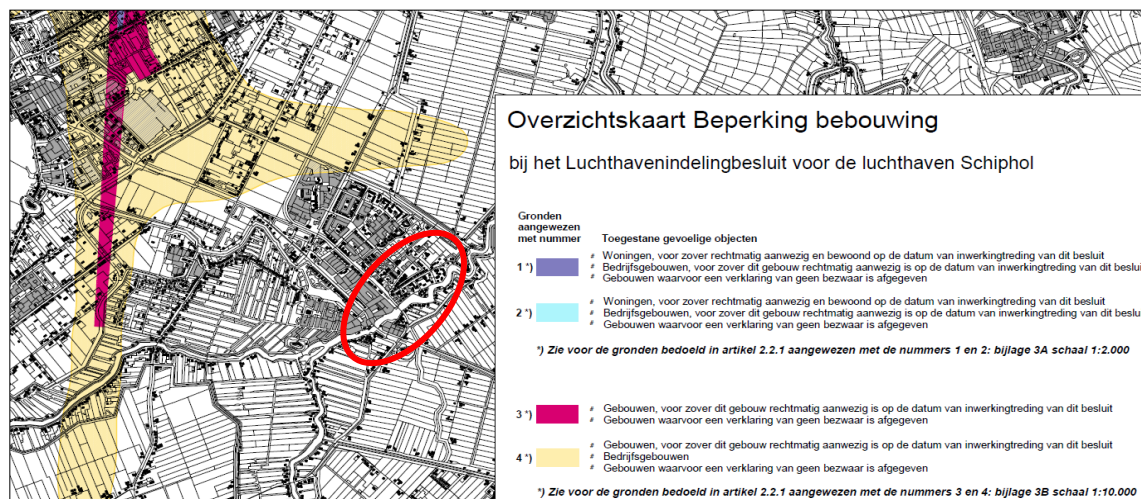 Overzichtskaart Beperking bebouwing
bij het Luchthavenindelingbesluit voor de luchthaven Schiphol
Gronden
aangewezen
met nummer
Toegestane gevoelige objecten
1 *)
# Woningen, voor zover rechtmatig aanwezig en bewoond op de datum van inwerkingtreding van dit besluit
# Bedrijfsgebouwen, voor zover dit gebouw rechtmatig aanwezig is op de datum van inwerkingtreding van dit besluit
# Gebouwen waarvoor een verklaring van geen bezwaar is afgegeven
2 *)
# Woningen, voor zover rechtmatig aanwezig en bewoond op de datum van inwerkingtreding van dit besluit
# Bedrijfsgebouwen, voor zover dit gebouw rechtmatig aanwezig is op de datum van inwerkingtreding van dit beslui
# Gebouwen waarvoor een verklaring van geen bezwaar is afgegeven
*) Zie voor de gronden bedoeld in artikel 2.2.1 aangewezen met de nummers 1 en 2: bijlage 3A schaal 1:2.000
3 *)
# Gebouwen, voor zover dit gebouw rechtmatig aanwezig is op de datum van inwerkingtreding van dit besluit
# Gebouwen waarvoor een verklaring van geen bezwaar is afgegeven
4 *)
# Gebouwen, voor zover dit gebouw rechtmatig aanwezig is op de datum van inwerkingtreding van dit besluit
# Bedrijfsgebouwen
# Gebouwen waarvoor een verklaring van geen bezwaar is afgegeven
*) Zie voor de gronden bedoeld in artikel 2.2.1 aangewezen met de nummers 3 en 4: bijlage 3B schaal 1:10.000